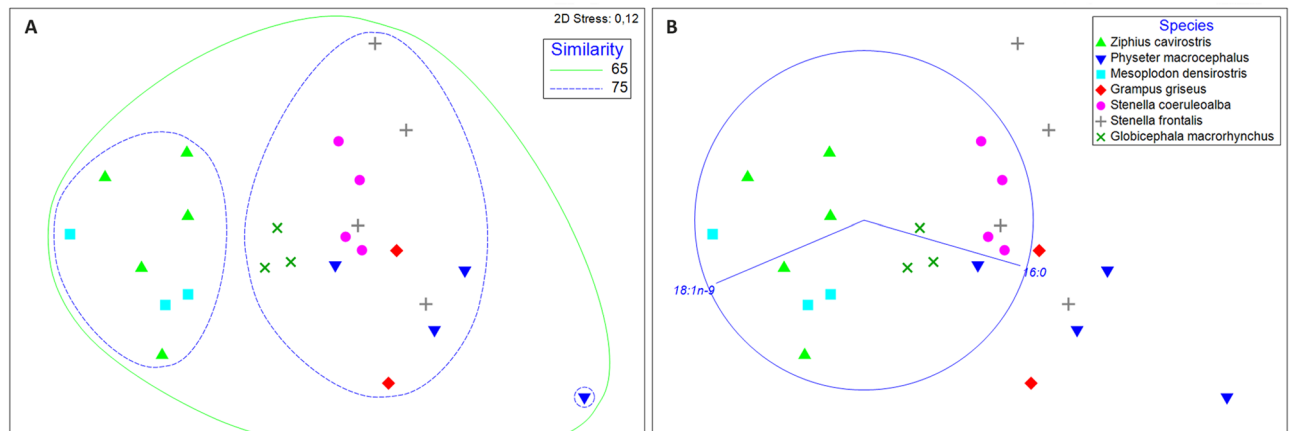 A
2D Stress: 0,12
Similarity
65
75
B
Species
Ziphius cavirostris
Physeter macrocephalus
Mesoplodon densirostris
Grampus griseus
Stenella coeruleoalba
Stenella frontalis
Globicephala macrorhynchus
18:1n-9
16:0